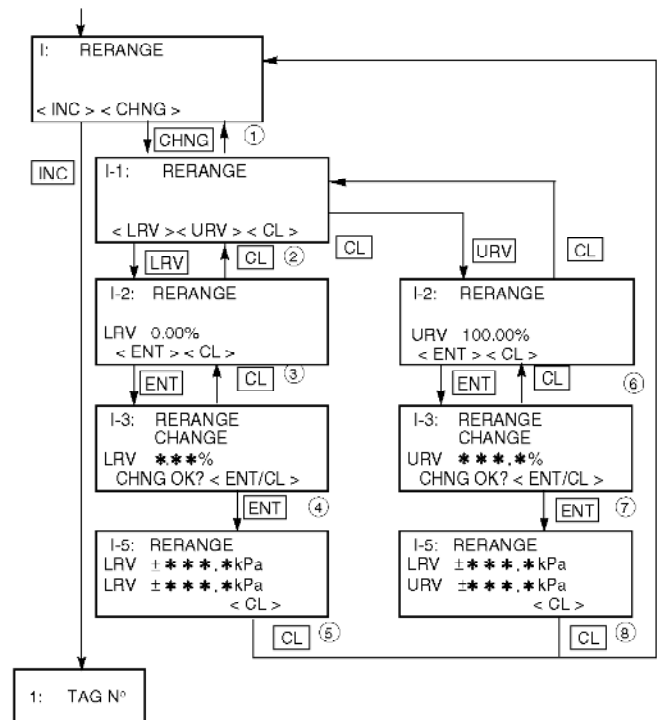 I: RERANGE
< INC > < CHNG >
CHNG
①
INC
I-1: RERANGE
< LRV >< URV >< CL >
LRV
CL
②
CL
URV
CL
I-2: RERANGE
LRV 0.00%
< ENT >< CL >
I-2: RERANGE
URV 100.00%
< ENT >< CL >
ENT
CL
③
ENT
CL
⑥
I-3: RERANGE
CHANGE
LRV *.**%
CHNG OK? < ENT/CL >
I-3: RERANGE
CHANGE
URV ***.*%
CHNG OK? < ENT/CL >
ENT
④
ENT
⑦
I-5: RERANGE
LRV ±***.*kPa
LRV ±***.*kPa
< CL >
I-5: RERANGE
LRV ±***.*kPa
URV ±***.*kPa
< CL >
CL
⑤
CL
⑧
1: TAG Nº